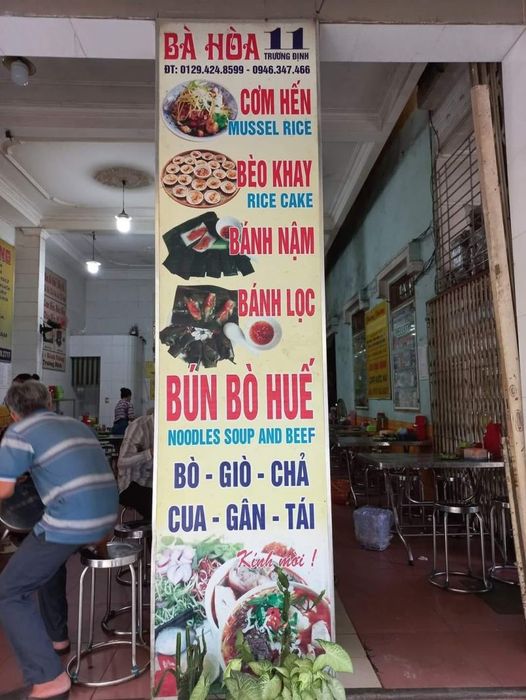 BÀ HÒA 11
TRƯƠNG ĐỊNH
ĐT: 0129.424.8599 - 0946.347.466
CƠM HẾN
MUSSEL RICE
BÈO KHAY
RICE CAKE
BÁNH NẬM
BÁNH LỌC
BÚN BÒ HUẾ
NOODLES SOUP AND BEEF
BÒ - GIÒ - CHẢ
CUA - GÂN - TÁI
Kính mời !